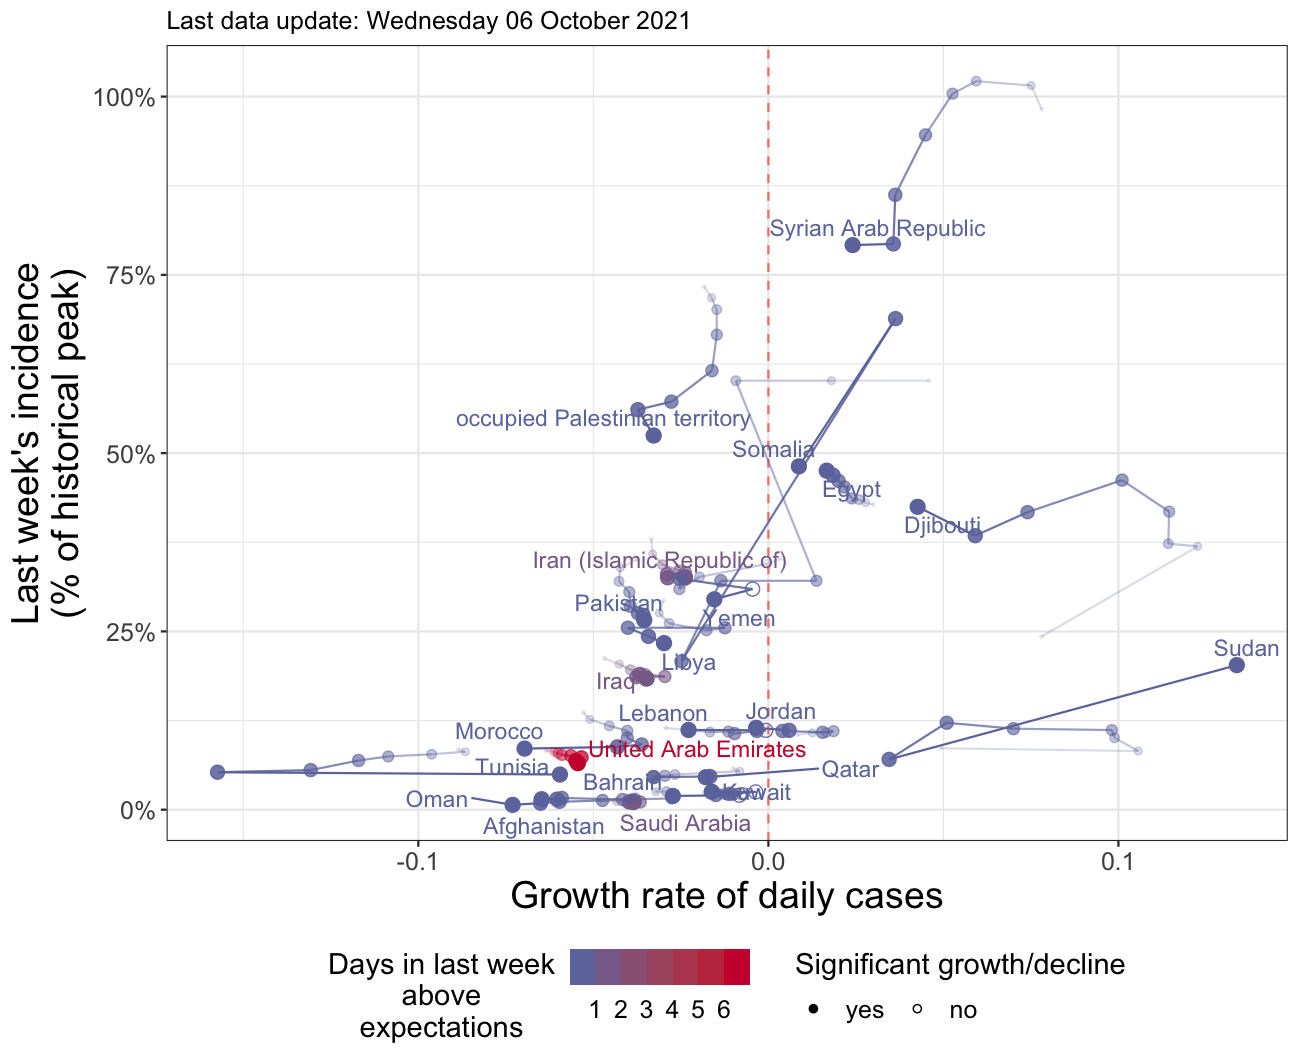 Last data update: Wednesday 06 October 2021
Last week's incidence
(% of historical peak)
100%
75%
50%
25%
0%
Syrian Arab Republic
occupied Palestinian territory
Somalia
Egypt
Djibouti
Iran (Islamic Republic of)
Pakistan
Yemen
Libya
Sudan
Iraq
Lebanon
Jordan
Morocco
United Arab Emirates
Tunisia
Qatar
Bahrain
Kuwait
Oman
Afghanistan
Saudi Arabia
-0.1
0.0
0.1
Growth rate of daily cases
Days in last week
above
expectations
1 2 3 4 5 6
Significant growth/decline
yes
no